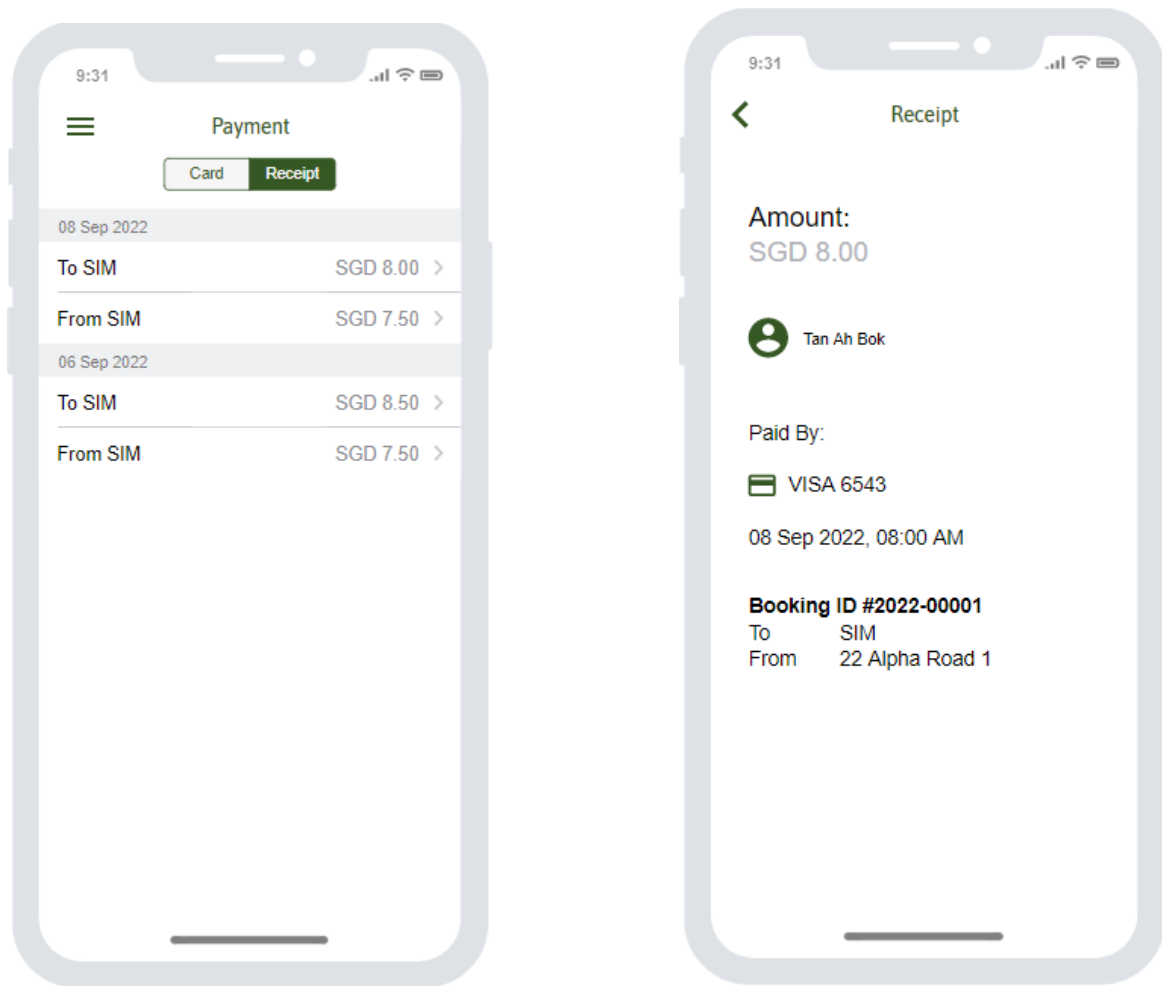 9:31
Payment
Card Receipt
08 Sep 2022
To SIM SGD 8.00
From SIM SGD 7.50
06 Sep 2022
To SIM SGD 8.50
From SIM SGD 7.50
9:31
Receipt
Amount:
SGD 8.00
Tan Ah Bok
Paid By:
VISA 6543
08 Sep 2022, 08:00 AM
Booking ID #2022-00001
To SIM
From 22 Alpha Road 1